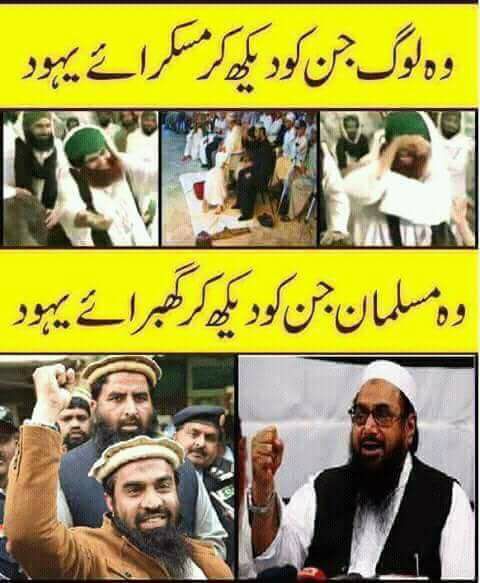 وہ لوگ جن کو دیکھ کر مسکرائے یہود
وہ مسلمان جن کو دیکھ کر گھبرائے یہود